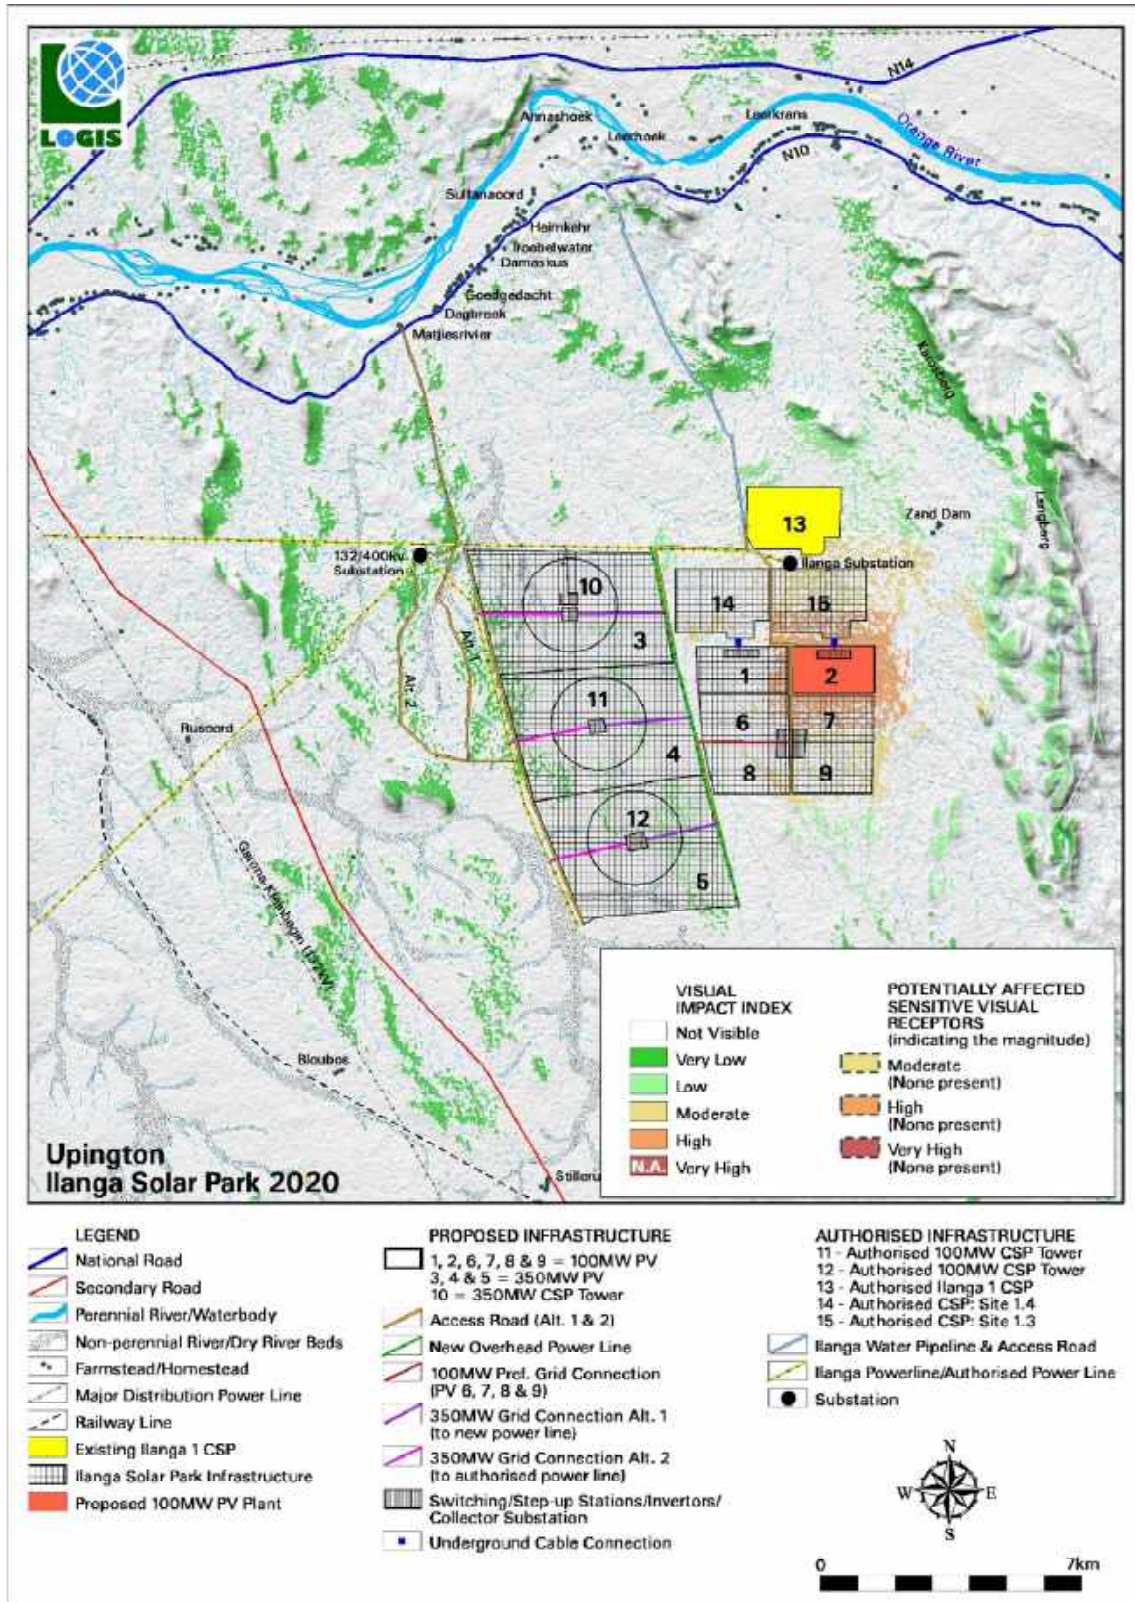 LOGIS
N14
Annashoek
Leerkrans
Leerhoek
Orange River
N10
Sultanaoord
Heimkehr
Troebelwater
Damaskus
Goedgedacht
Dagbreek
Matjiesrivier
Karosberg
Langberg
13
Zand Dam
132/400kv
Substation
Ilanga Substation
10
14
15
3
Alt. 1
Alt. 2
1
2
11
6
7
Rusoord
4
8
9
12
5
Garona-Kleinbegin (132kV)
Bloubos
VISUAL
IMPACT INDEX
Not Visible
Very Low
Low
Moderate
High
N.A. Very High
POTENTIALLY AFFECTED
SENSITIVE VISUAL
RECEPTORS
(indicating the magnitude)
Moderate
(None present)
High
(None present)
Very High
(None present)
Upington
Ilanga Solar Park 2020
LEGEND
National Road
Secondary Road
Perennial River/Waterbody
Non-perennial River/Dry River Beds
Farmstead/Homestead
Major Distribution Power Line
Railway Line
Existing Ilanga 1 CSP
Ilanga Solar Park Infrastructure
Proposed 100MW PV Plant
PROPOSED INFRASTRUCTURE
1, 2, 6, 7, 8 & 9 = 100MW PV
3, 4 & 5 = 350MW PV
10 = 350MW CSP Tower
Access Road (Alt. 1 & 2)
New Overhead Power Line
100MW Pref. Grid Connection
(PV 6, 7, 8 & 9)
350MW Grid Connection Alt. 1
(to new power line)
350MW Grid Connection Alt. 2
(to authorised power line)
Switching/Step-up Stations/Invertors/
Collector Substation
Underground Cable Connection
AUTHORISED INFRASTRUCTURE
11 - Authorised 100MW CSP Tower
12 - Authorised 100MW CSP Tower
13 - Authorised Ilanga 1 CSP
14 - Authorised CSP: Site 1.4
15 - Authorised CSP: Site 1.3
Ilanga Water Pipeline & Access Road
Ilanga Powerline/Authorised Power Line
Substation
N
W
E
S
0
7km